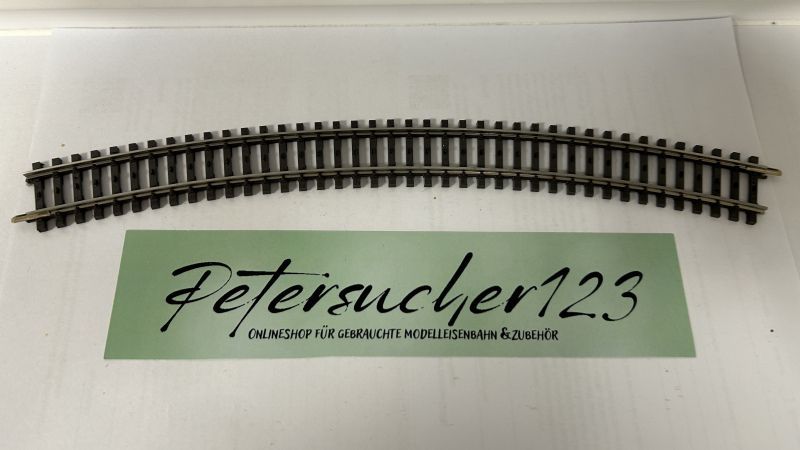 Petersucher123
ONLINESHOP FÜR GEBRAUCHTE MODELLEISENBAHN & ZUBEHÖR